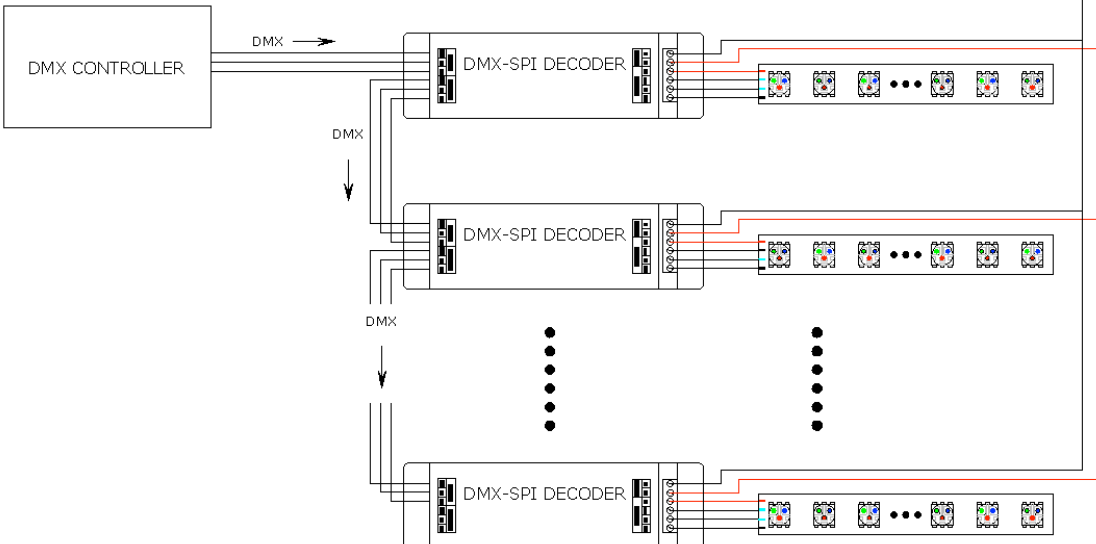 DMX CONTROLLER
DMX
DMX-SPI DECODER
DMX
DMX-SPI DECODER
DMX
DMX-SPI DECODER